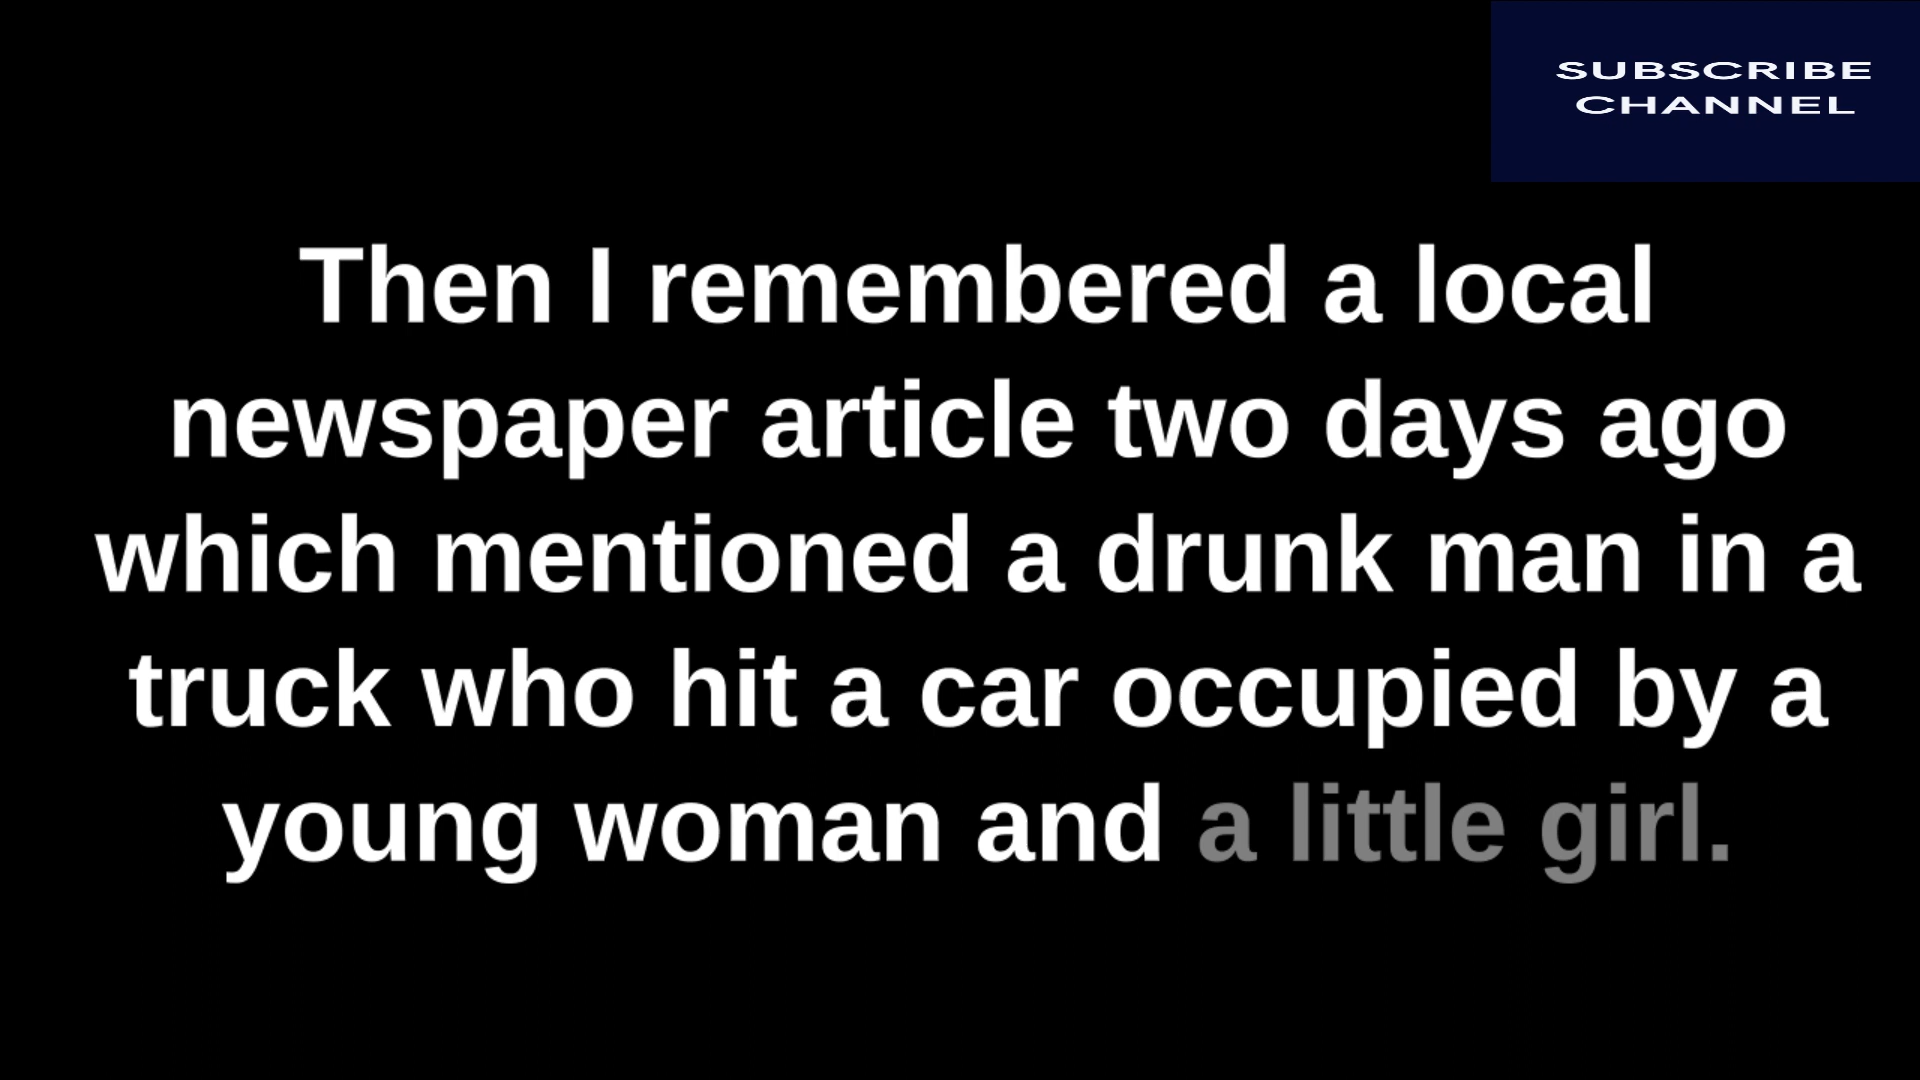 SUBSCRIBE
CHANNEL
Then I remembered a local
newspaper article two days ago
which mentioned a drunk man in a
truck who hit a car occupied by a
young woman and a little girl.